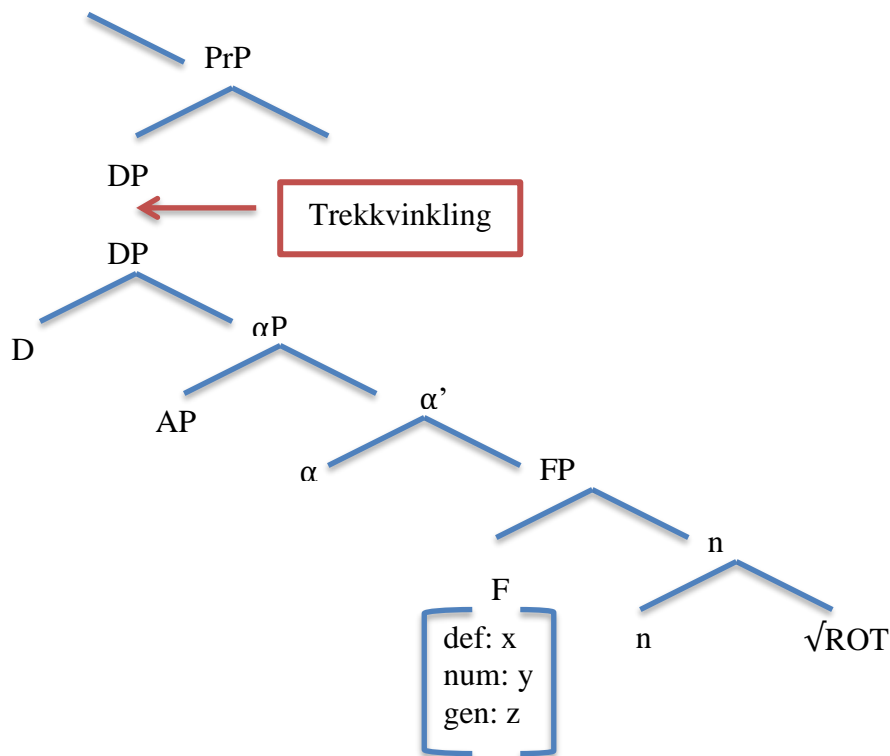 PrP
DP
Trekkvinkling
DP
D
αP
AP
α’
α
FP
n
F
def: x
num: y
gen: z
n
√ROT